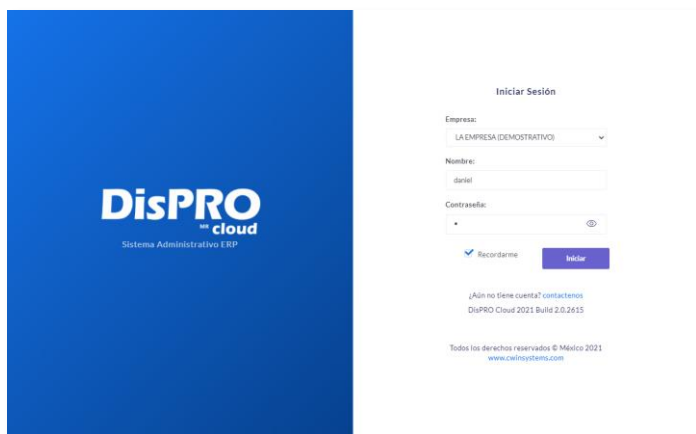 DisPRO
MR cloud
Sistema Administrativo ERP
Iniciar Sesión
Empresa:
LA EMPRESA (DEMOSTRATIVO)
Nombre:
daniel
Contraseña:
Recordarme
Iniciar
¿Aún no tiene cuenta? contactenos
DisPRO Cloud 2021 Build 2.0.2615
Todos los derechos reservados © México 2021
www.cwinsystems.com